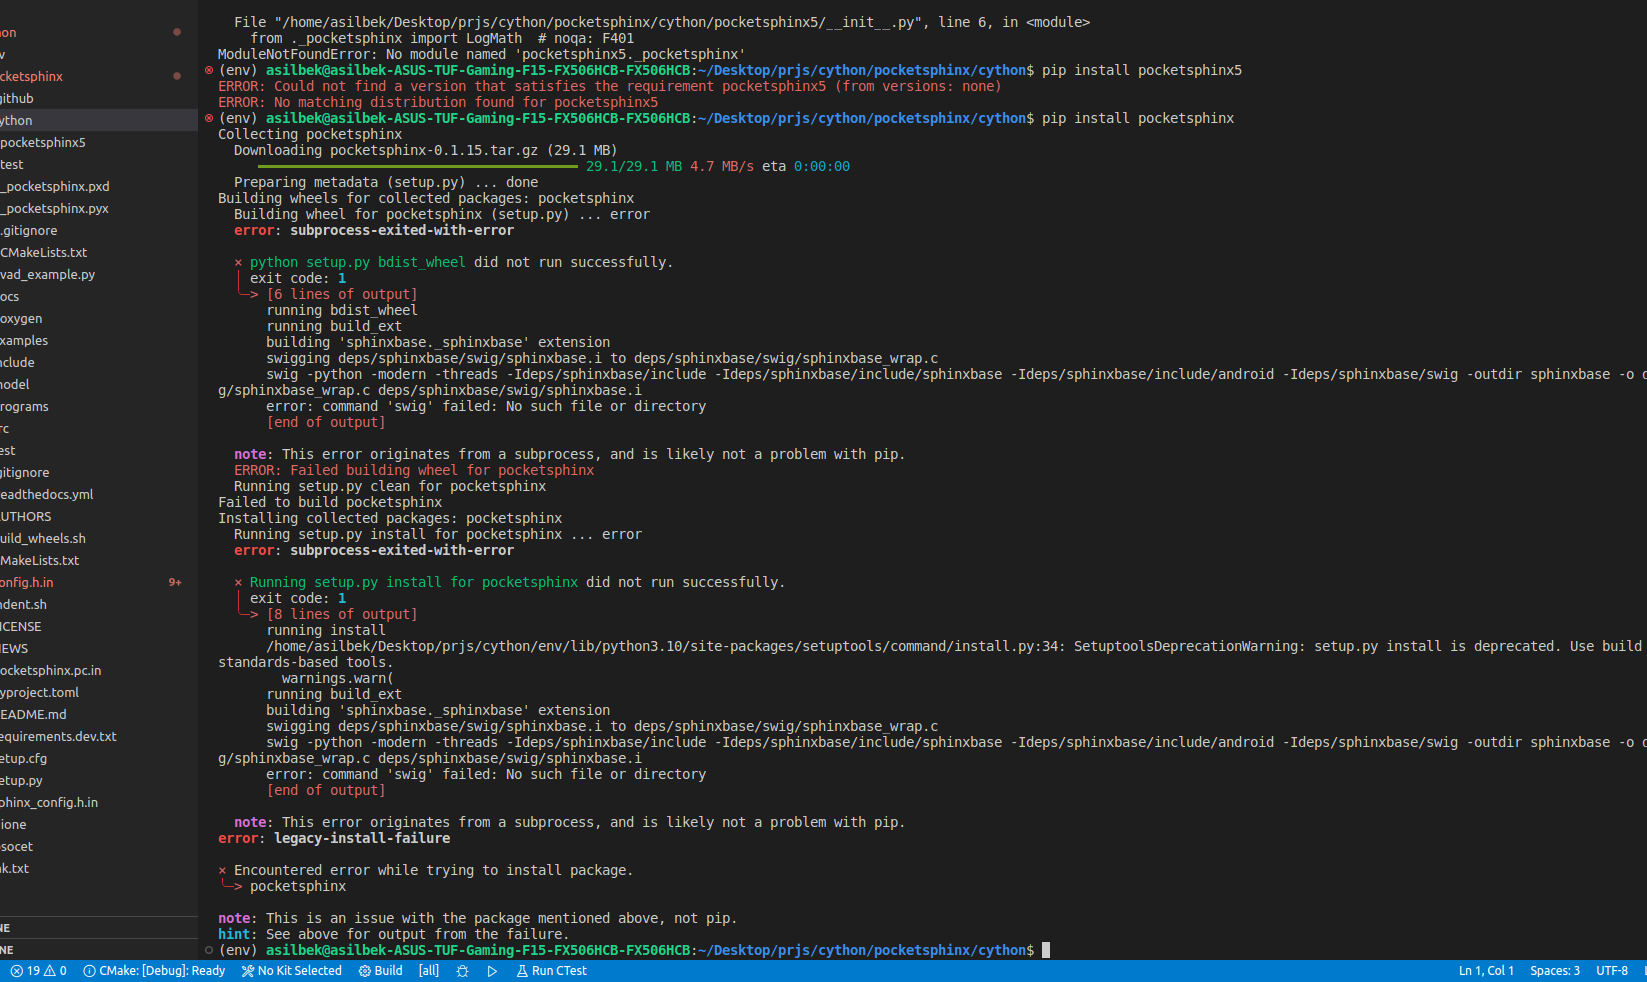 File "/home/asilbek/Desktop/prjs/cython/pocketsphinx/cython/pocketsphinx5/__init__.py", line 6, in <module>
from ._pocketsphinx import LogMath  # noqa: F401
ModuleNotFoundError: No module named 'pocketsphinx5._pocketsphinx'
(env) asilbek@asilbek-ASUS-TUF-Gaming-F15-FX506HCB-FX506HCB:~/Desktop/prjs/cython/pocketsphinx/cython$ pip install pocketsphinx5
ERROR: Could not find a version that satisfies the requirement pocketsphinx5 (from versions: none)
ERROR: No matching distribution found for pocketsphinx5
(env) asilbek@asilbek-ASUS-TUF-Gaming-F15-FX506HCB-FX506HCB:~/Desktop/prjs/cython/pocketsphinx/cython$ pip install pocketsphinx
Collecting pocketsphinx
Downloading pocketsphinx-0.1.15.tar.gz (29.1 MB)
29.1/29.1 MB 4.7 MB/s eta 0:00:00
Preparing metadata (setup.py) ... done
Building wheels for collected packages: pocketsphinx
Building wheel for pocketsphinx (setup.py) ... error
error: subprocess-exited-with-error
× python setup.py bdist_wheel did not run successfully.
exit code: 1
╰─> [6 lines of output]
running bdist_wheel
running build_ext
building 'sphinxbase._sphinxbase' extension
swigging deps/sphinxbase/swig/sphinxbase.i to deps/sphinxbase/swig/sphinxbase_wrap.c
swig -python -modern -threads -Ideps/sphinxbase/include -Ideps/sphinxbase/include/sphinxbase -Ideps/sphinxbase/include/android -Ideps/sphinxbase/swig -outdir sphinxbase -o
g/sphinxbase_wrap.c deps/sphinxbase/swig/sphinxbase.i
error: command 'swig' failed: No such file or directory
[end of output]
note: This error originates from a subprocess, and is likely not a problem with pip.
ERROR: Failed building wheel for pocketsphinx
Running setup.py clean for pocketsphinx
Failed to build pocketsphinx
Installing collected packages: pocketsphinx
Running setup.py install for pocketsphinx ... error
error: subprocess-exited-with-error
× Running setup.py install for pocketsphinx did not run successfully.
exit code: 1
╰─> [8 lines of output]
running install
/home/asilbek/Desktop/prjs/cython/env/lib/python3.10/site-packages/setuptools/command/install.py:34: SetuptoolsDeprecationWarning: setup.py install is deprecated. Use build
standards-based tools.
warnings.warn(
running build_ext
building 'sphinxbase._sphinxbase' extension
swigging deps/sphinxbase/swig/sphinxbase.i to deps/sphinxbase/swig/sphinxbase_wrap.c
swig -python -modern -threads -Ideps/sphinxbase/include -Ideps/sphinxbase/include/sphinxbase -Ideps/sphinxbase/include/android -Ideps/sphinxbase/swig -outdir sphinxbase -o
g/sphinxbase_wrap.c deps/sphinxbase/swig/sphinxbase.i
error: command 'swig' failed: No such file or directory
[end of output]
note: This error originates from a subprocess, and is likely not a problem with pip.
error: legacy-install-failure
× Encountered error while trying to install package.
╰─> pocketsphinx
note: This is an issue with the package mentioned above, not pip.
hint: See above for output from the failure.
(env) asilbek@asilbek-ASUS-TUF-Gaming-F15-FX506HCB-FX506HCB:~/Desktop/prjs/cython/pocketsphinx/cython$
on
v
cketsphinx
github
ython
pocketsphinx5
test
_pocketsphinx.pxd
_pocketsphinx.pyx
.gitignore
CMakeLists.txt
vad_example.py
ocs
oxygen
xamples
nclude
nodel
rograms
rc
est
gitignore
eadthedocs.yml
UTHORS
uild_wheels.sh
MakeLists.txt
onfig.h.in 9+
ndent.sh
ICENSE
EWS
ocketsphinx.pc.in
yproject.toml
EADME.md
equirements.dev.txt
etup.cfg
etup.py
phinx_config.h.in
ione
socet
k.txt
NE
NE
19 0 CMake: [Debug]: Ready No Kit Selected Build [all] Run CTest Ln 1, Col 1 Spaces: 3 UTF-8